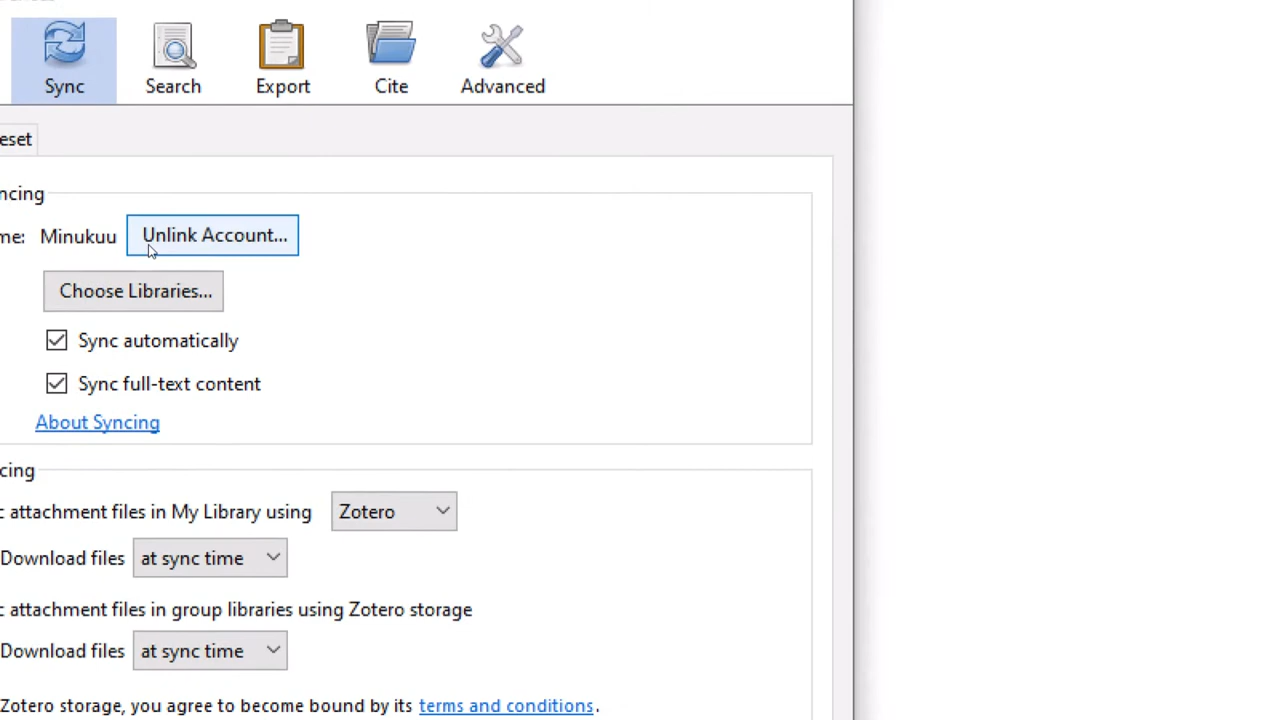 Sync Search Export Cite Advanced
eset
ncing
me: Minukuu Unlink Account...
Choose Libraries...
Sync automatically
Sync full-text content
About Syncing
cing
c attachment files in My Library using Zotero
Download files at sync time
c attachment files in group libraries using Zotero storage
Download files at sync time
Zotero storage, you agree to become bound by its terms and conditions.